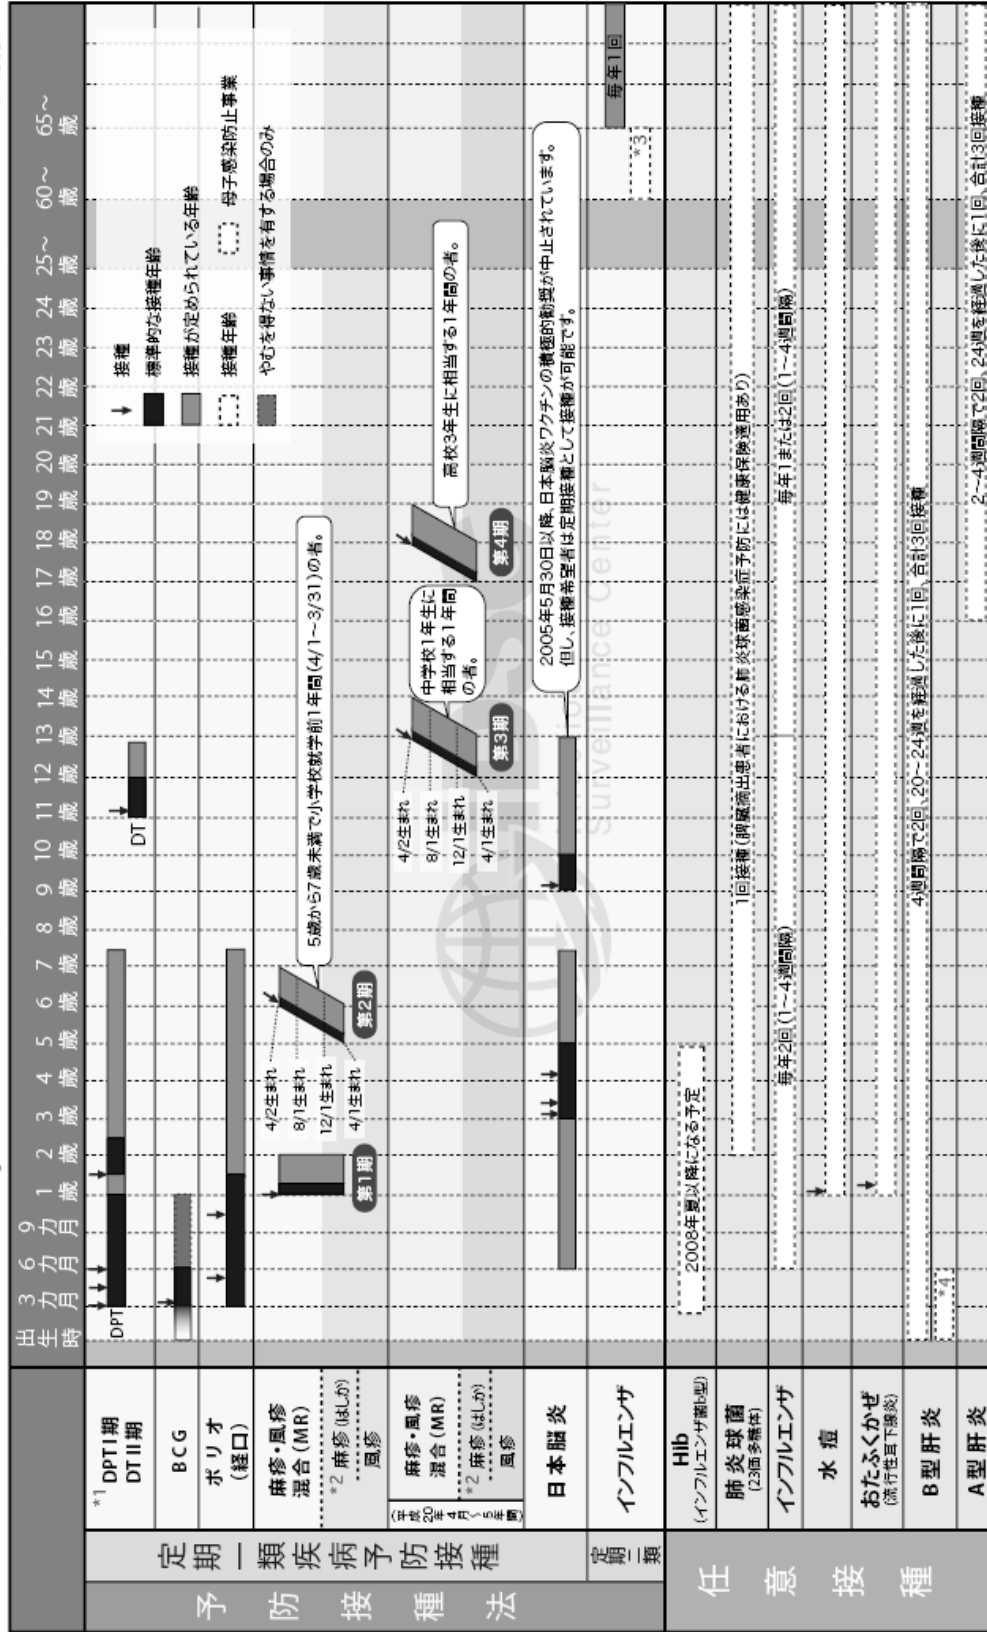 出生時
3カ月
6カ月
9カ月
1歳
2歳
3歳
4歳
5歳
6歳
7歳
8歳
9歳
10歳
11歳
12歳
13歳
14歳
15歳
16歳
17歳
18歳
19歳
20歳
21歳
22歳
23歳
24歳
25〜歳
60〜歳
65〜歳
接種
標準的な接種年齢
接種が定められている年齢
接種年齢
母子感染防止事業
やむを得ない事情を有する場合のみ
予防接種法
定期一類疾病予防接種
*1 DPTⅠ期
DTⅡ期
DPT
DT
BCG
ポリオ
(経口)
麻疹・風疹
混合(MR)
*2 麻疹(はしか)
風疹
第1期
4/2生まれ
8/1生まれ
12/1生まれ
4/1生まれ
第2期
5歳から7歳未満で小学校就学前1年間(4/1〜3/31)の者。
(平成20年4月〜5年間)
麻疹・風疹
混合(MR)
*2 麻疹(はしか)
風疹
4/2生まれ
8/1生まれ
12/1生まれ
4/1生まれ
第3期
中学校1年生に
相当する1年間
の者。
第4期
高校3年生に相当する1年間の者。
日本脳炎
2005年5月30日以降、日本脳炎ワクチンの積極的勧奨が中止されています。
但し、接種希望者は定期接種として接種が可能です。
定期二類
インフルエンザ
毎年1回
*3
任意接種
Hib
(インフルエンザ菌b型)
2008年夏以降になる予定
肺炎球菌
(23価多糖体)
1回接種(脾臓摘出患者における肺炎球菌感染症予防には健康保険適用あり)
インフルエンザ
毎年2回(1〜4週間隔)
毎年1または2回(1〜4週間隔)
水痘
おたふくかぜ
(流行性耳下腺炎)
B型肝炎
4週間隔で2回、20〜24週を経過した後に1回、合計3回接種
*4
A型肝炎
2〜4週間隔で2回、24週を経過した後に1回、合計3回接種
Surveillance Center